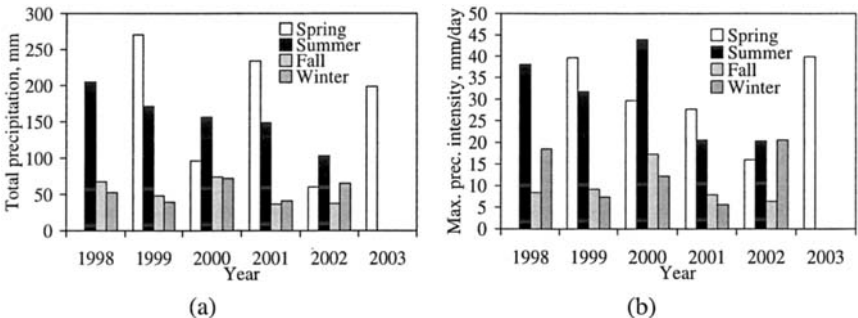 300
250
200
150
100
50
0
Total precipitation, mm
Spring
Summer
Fall
Winter
1998 1999 2000 2001 2002 2003
Year
(a)
50
45
40
35
30
25
20
15
10
5
0
Max. prec. intensity, mm/day
Spring
Summer
Fall
Winter
1998 1999 2000 2001 2002 2003
Year
(b)